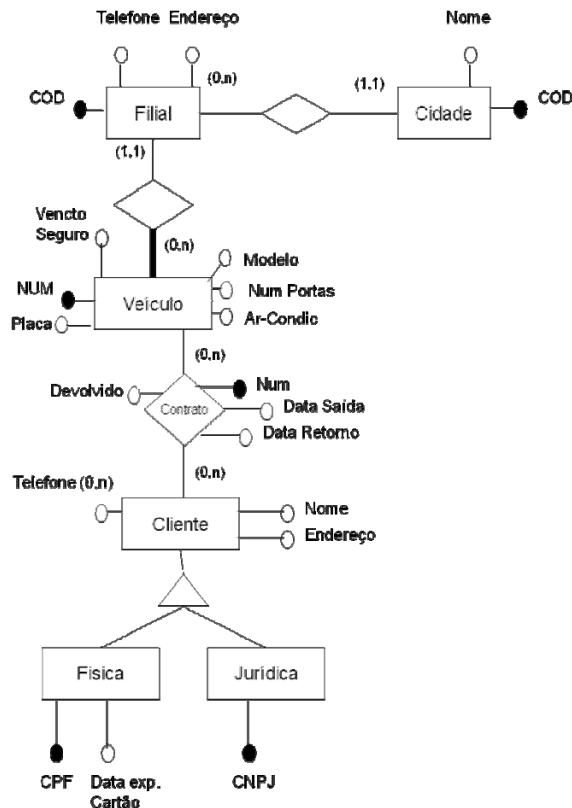 Telefone Endereço
Nome
(0,n)
(1,1)
COD
Filial
Cidade
COD
(1,1)
Vencto
Seguro
(0,n)
Modelo
NUM
Veículo
Num Portas
Placa
Ar-Condic
(0,n)
Devolvido
Num
Contrato
Data Saída
Data Retorno
(0,n)
Telefone (0,n)
Nome
Cliente
Endereço
Fisica
Jurídica
CPF
Data exp.
Cartão
CNPJ